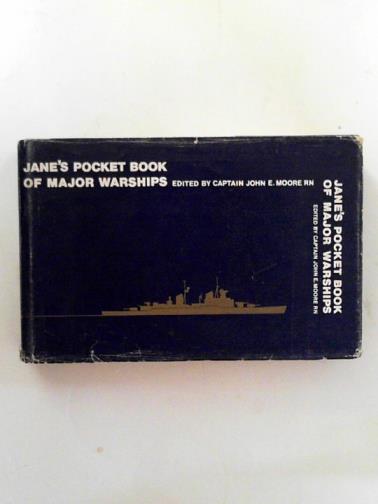 JANE'S POCKET BOOK
OF MAJOR WARSHIPS EDITED BY CAPTAIN JOHN E. MOORE RN
JANE'S POCKET BOOK
OF MAJOR WARSHIPS
EDITED BY CAPTAIN JOHN E. MOORE RN